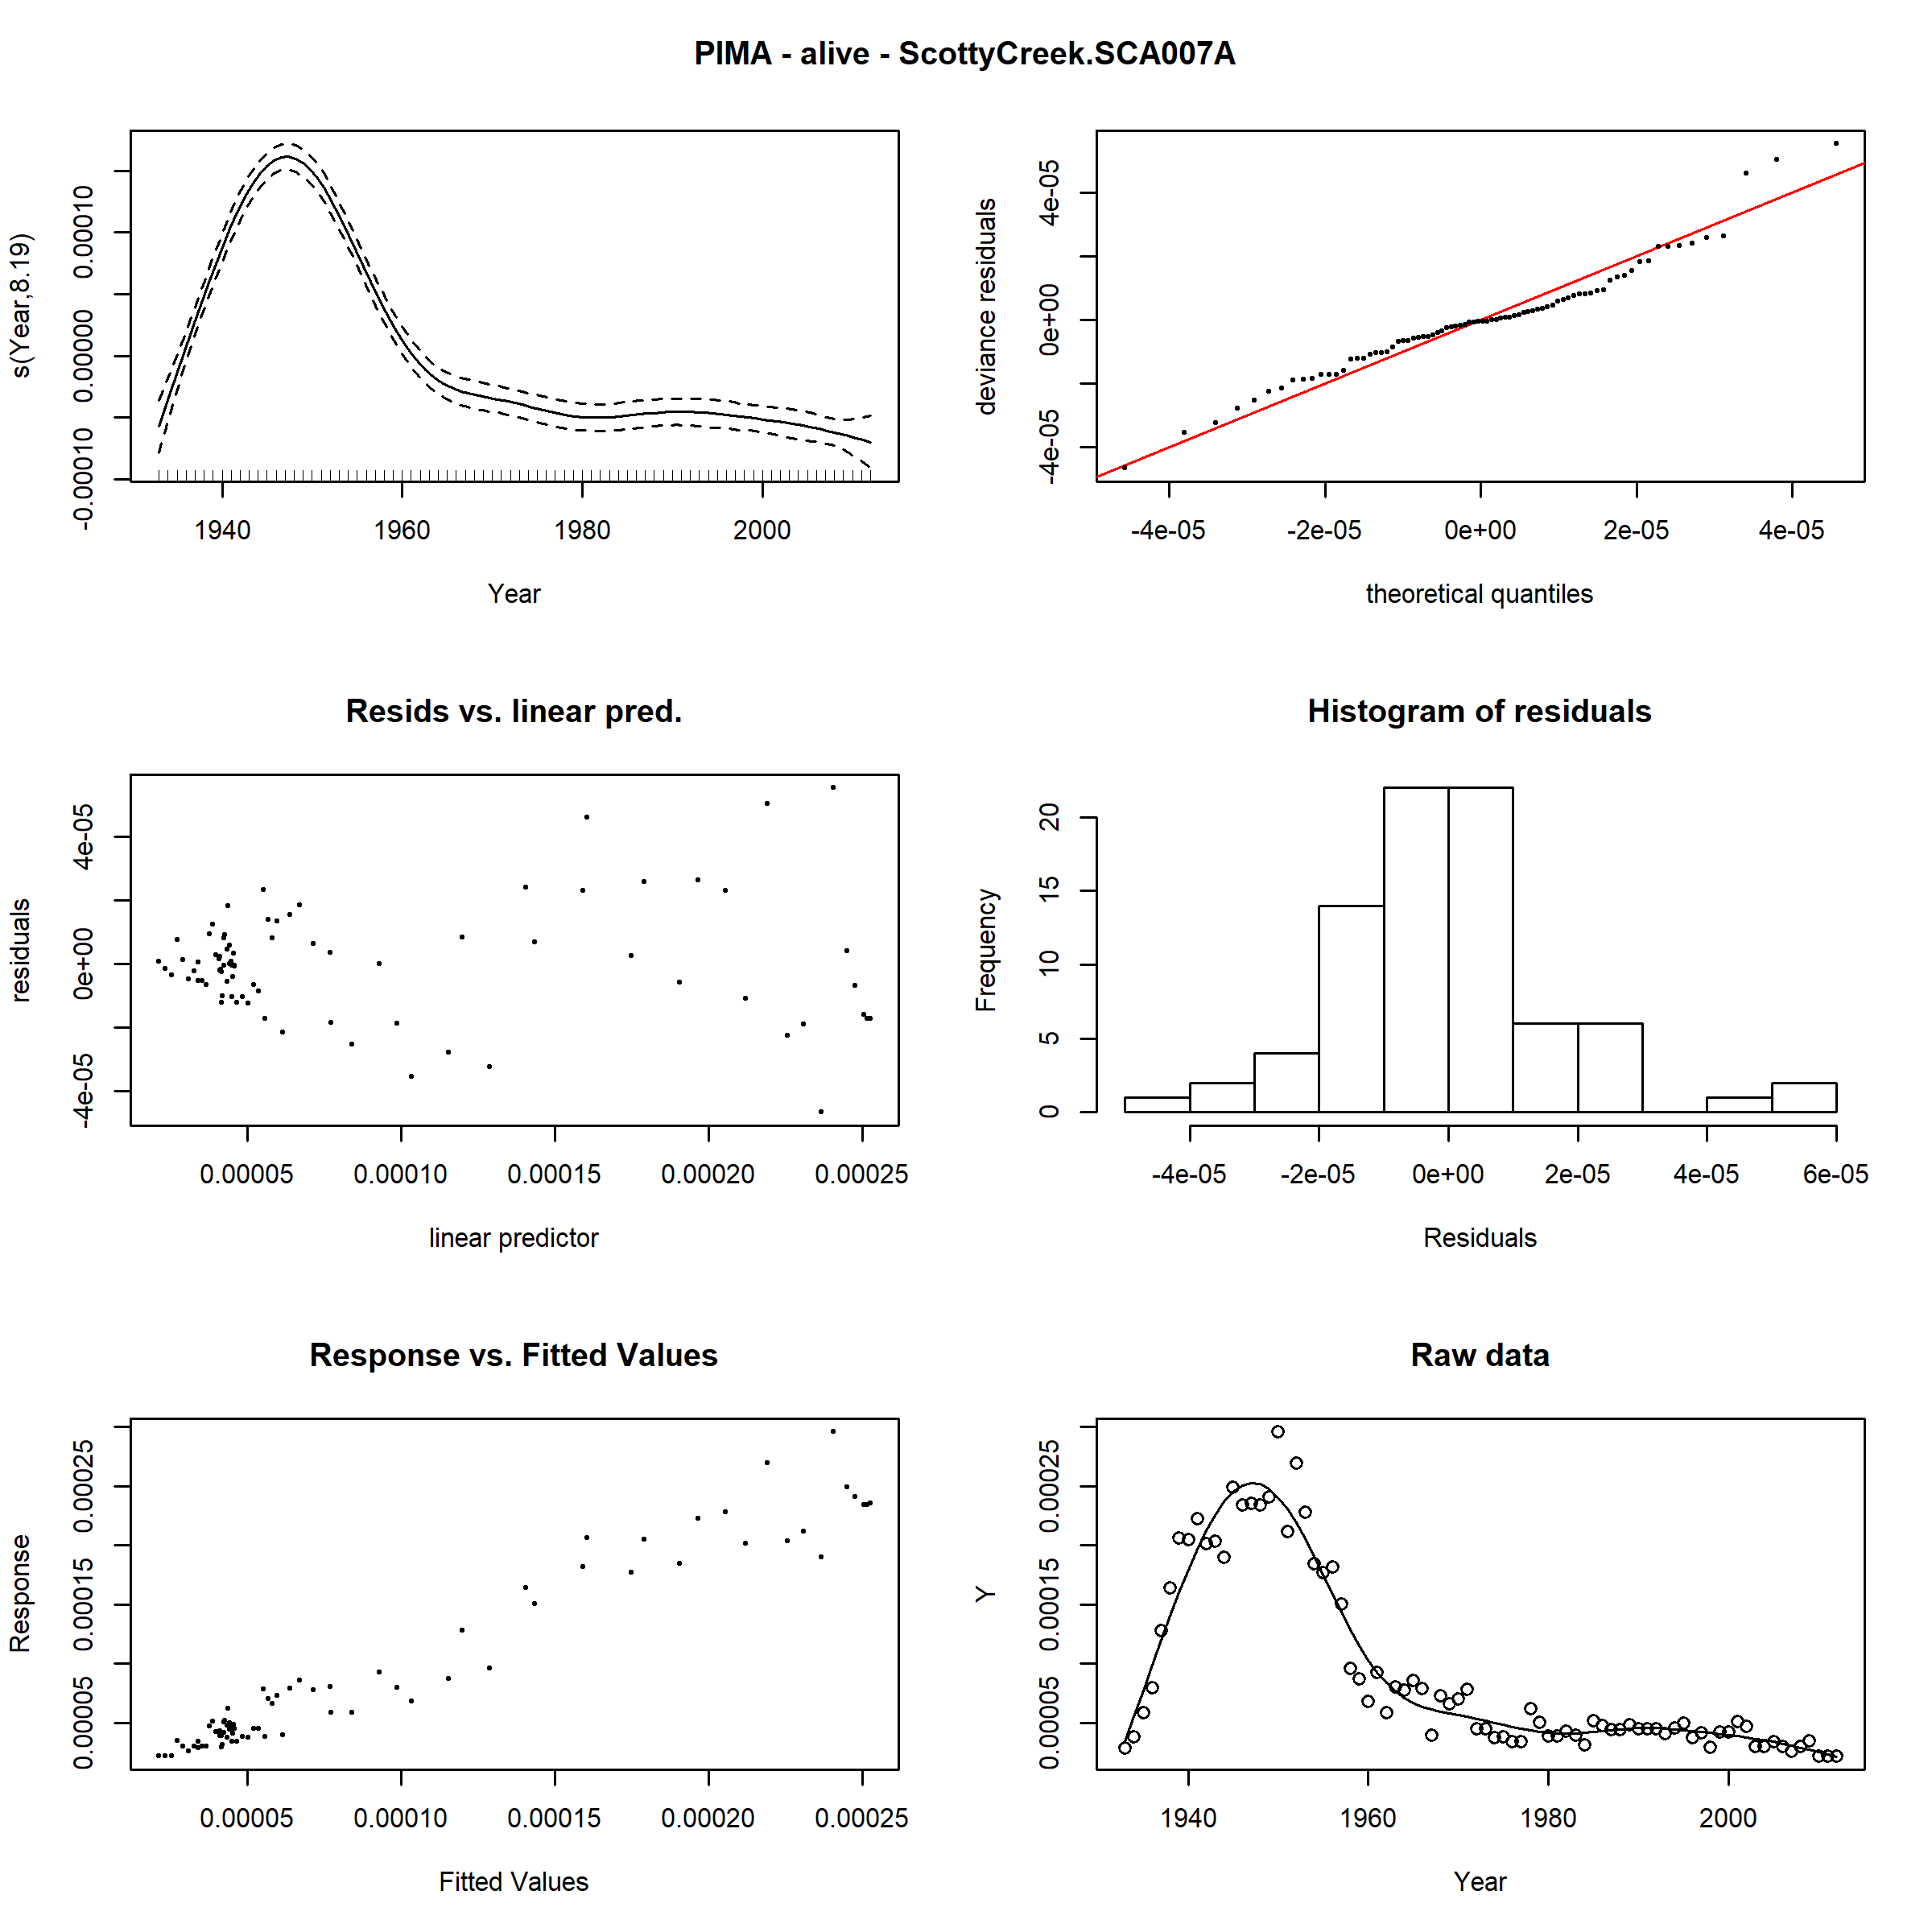 PIMA - alive - ScottyCreek.SCA007A
s(Year,8.19)
-0.00010 0.00000 0.00010
1940 1960 1980 2000
Year
deviance residuals
-4e-05 0e+00 4e-05
-4e-05 -2e-05 0e+00 2e-05 4e-05
theoretical quantiles
Resids vs. linear pred.
residuals
-4e-05 0e+00 4e-05
0.00005 0.00010 0.00015 0.00020 0.00025
linear predictor
Histogram of residuals
Frequency
0 5 10 15 20
-4e-05 -2e-05 0e+00 2e-05 4e-05 6e-05
Residuals
Response vs. Fitted Values
Response
0.00005 0.00015 0.00025
0.00005 0.00010 0.00015 0.00020 0.00025
Fitted Values
Raw data
Y
0.00005 0.00015 0.00025
1940 1960 1980 2000
Year